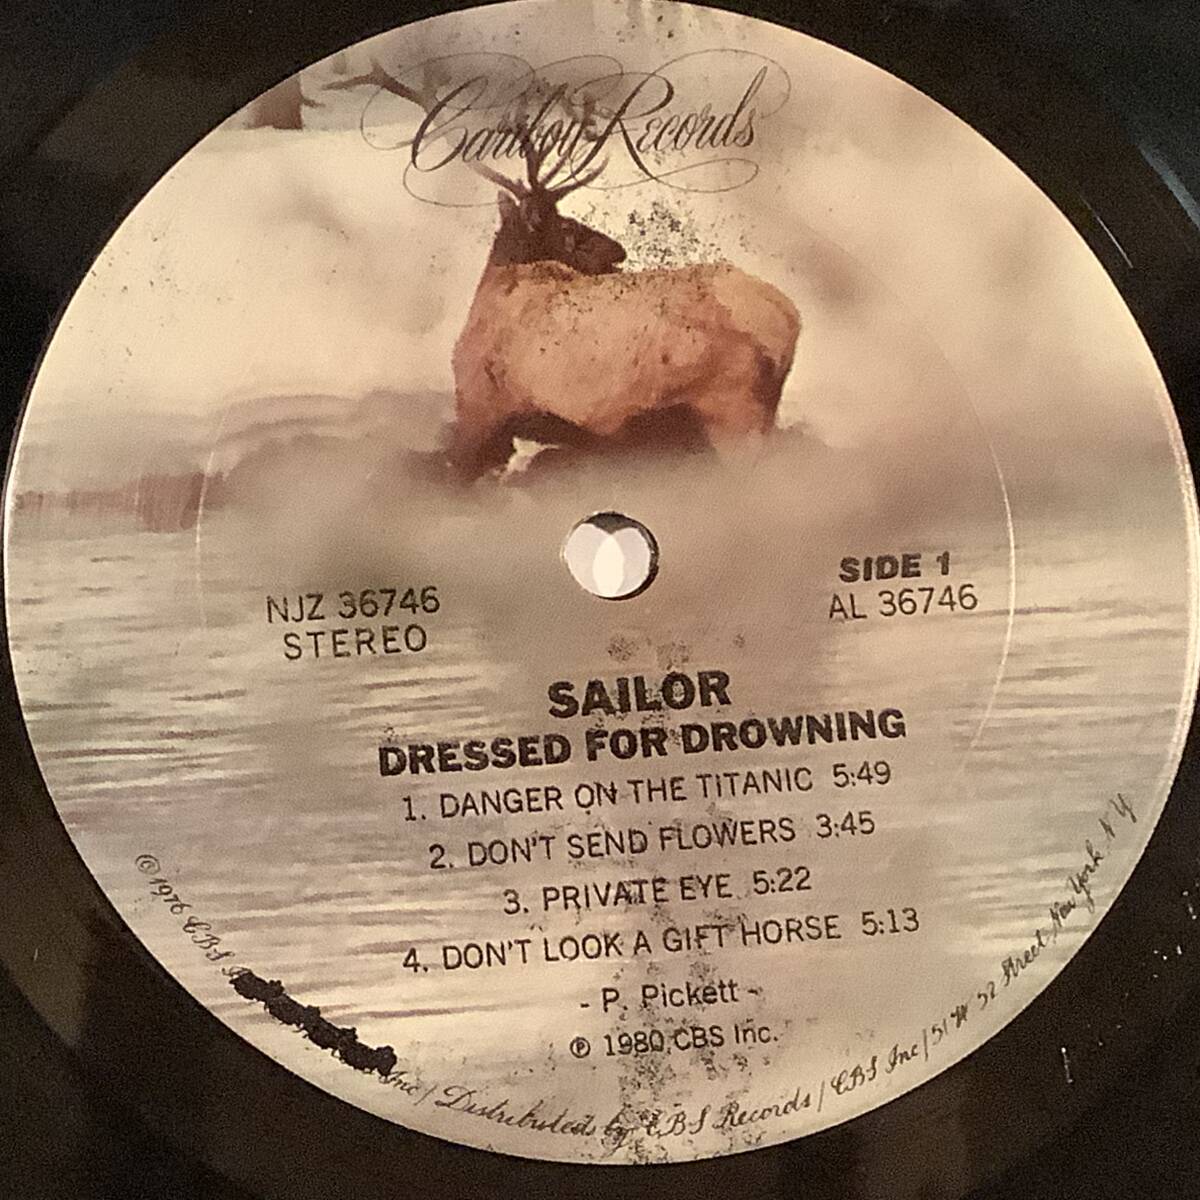 Caribou Records
NJZ 36746
STEREO
SIDE 1
AL 36746
SAILOR
DRESSED FOR DROWNING
1. DANGER ON THE TITANIC 5:49
2. DON'T SEND FLOWERS 3:45
3. PRIVATE EYE 5:22
4. DON'T LOOK A GIFT HORSE 5:13
- P. Pickett -
℗ 1980 CBS Inc.
©1976 CBS Inc/ Distributed by CBS Records/ CBS Inc/ 51 W 52 Street, New York, N Y